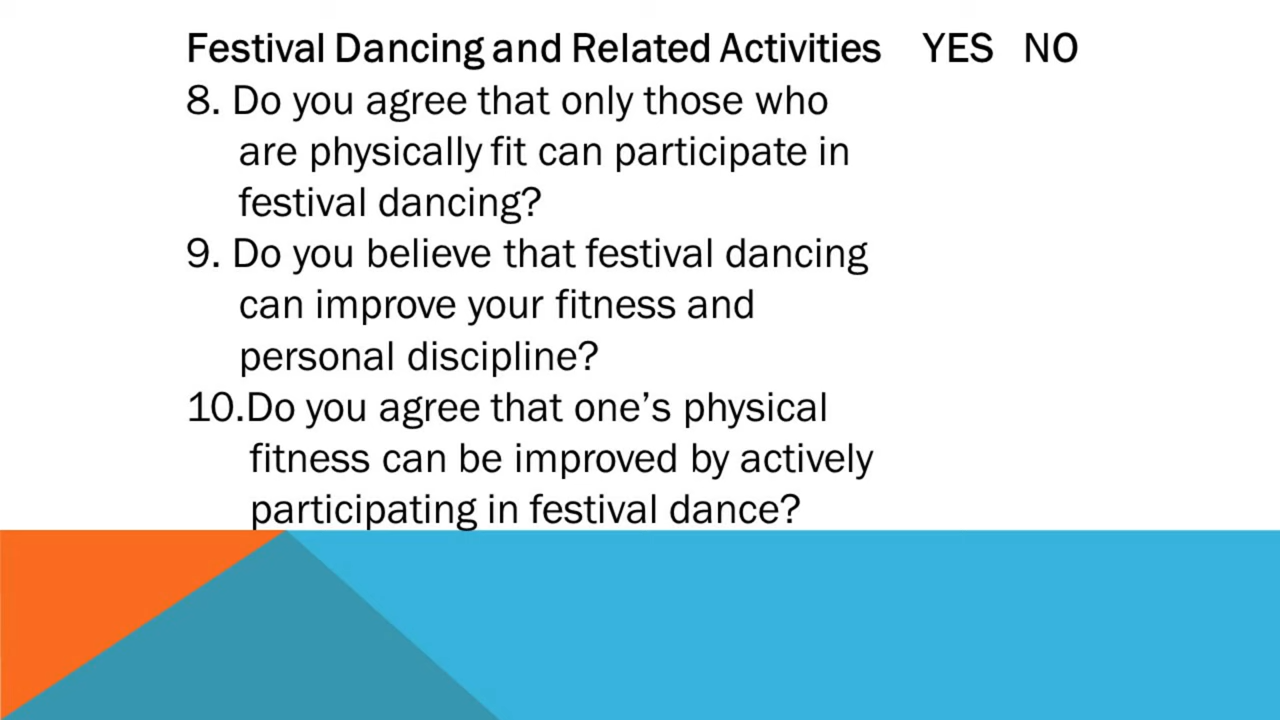 Festival Dancing and Related Activities YES NO
8. Do you agree that only those who
are physically fit can participate in
festival dancing?
9. Do you believe that festival dancing
can improve your fitness and
personal discipline?
10.Do you agree that one’s physical
fitness can be improved by actively
participating in festival dance?